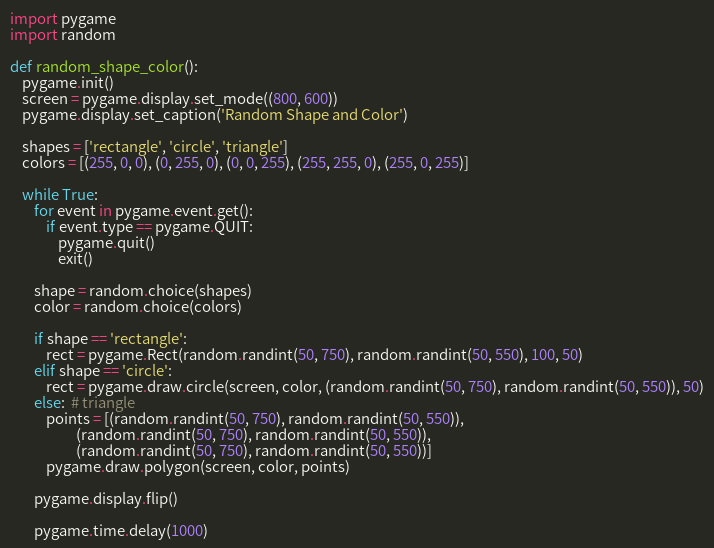 import pygame
import random

def random_shape_color():
    pygame.init()
    screen = pygame.display.set_mode((800, 600))
    pygame.display.set_caption('Random Shape and Color')

    shapes = ['rectangle', 'circle', 'triangle']
    colors = [(255, 0, 0), (0, 255, 0), (0, 0, 255), (255, 255, 0), (255, 0, 255)]

    while True:
        for event in pygame.event.get():
            if event.type == pygame.QUIT:
                pygame.quit()
                exit()

        shape = random.choice(shapes)
        color = random.choice(colors)

        if shape == 'rectangle':
            rect = pygame.Rect(random.randint(50, 750), random.randint(50, 550), 100, 50)
        elif shape == 'circle':
            rect = pygame.draw.circle(screen, color, (random.randint(50, 750), random.randint(50, 550)), 50)
        else:  # triangle
            points = [(random.randint(50, 750), random.randint(50, 550)),
                      (random.randint(50, 750), random.randint(50, 550)),
                      (random.randint(50, 750), random.randint(50, 550))]
            pygame.draw.polygon(screen, color, points)

        pygame.display.flip()

        pygame.time.delay(1000)